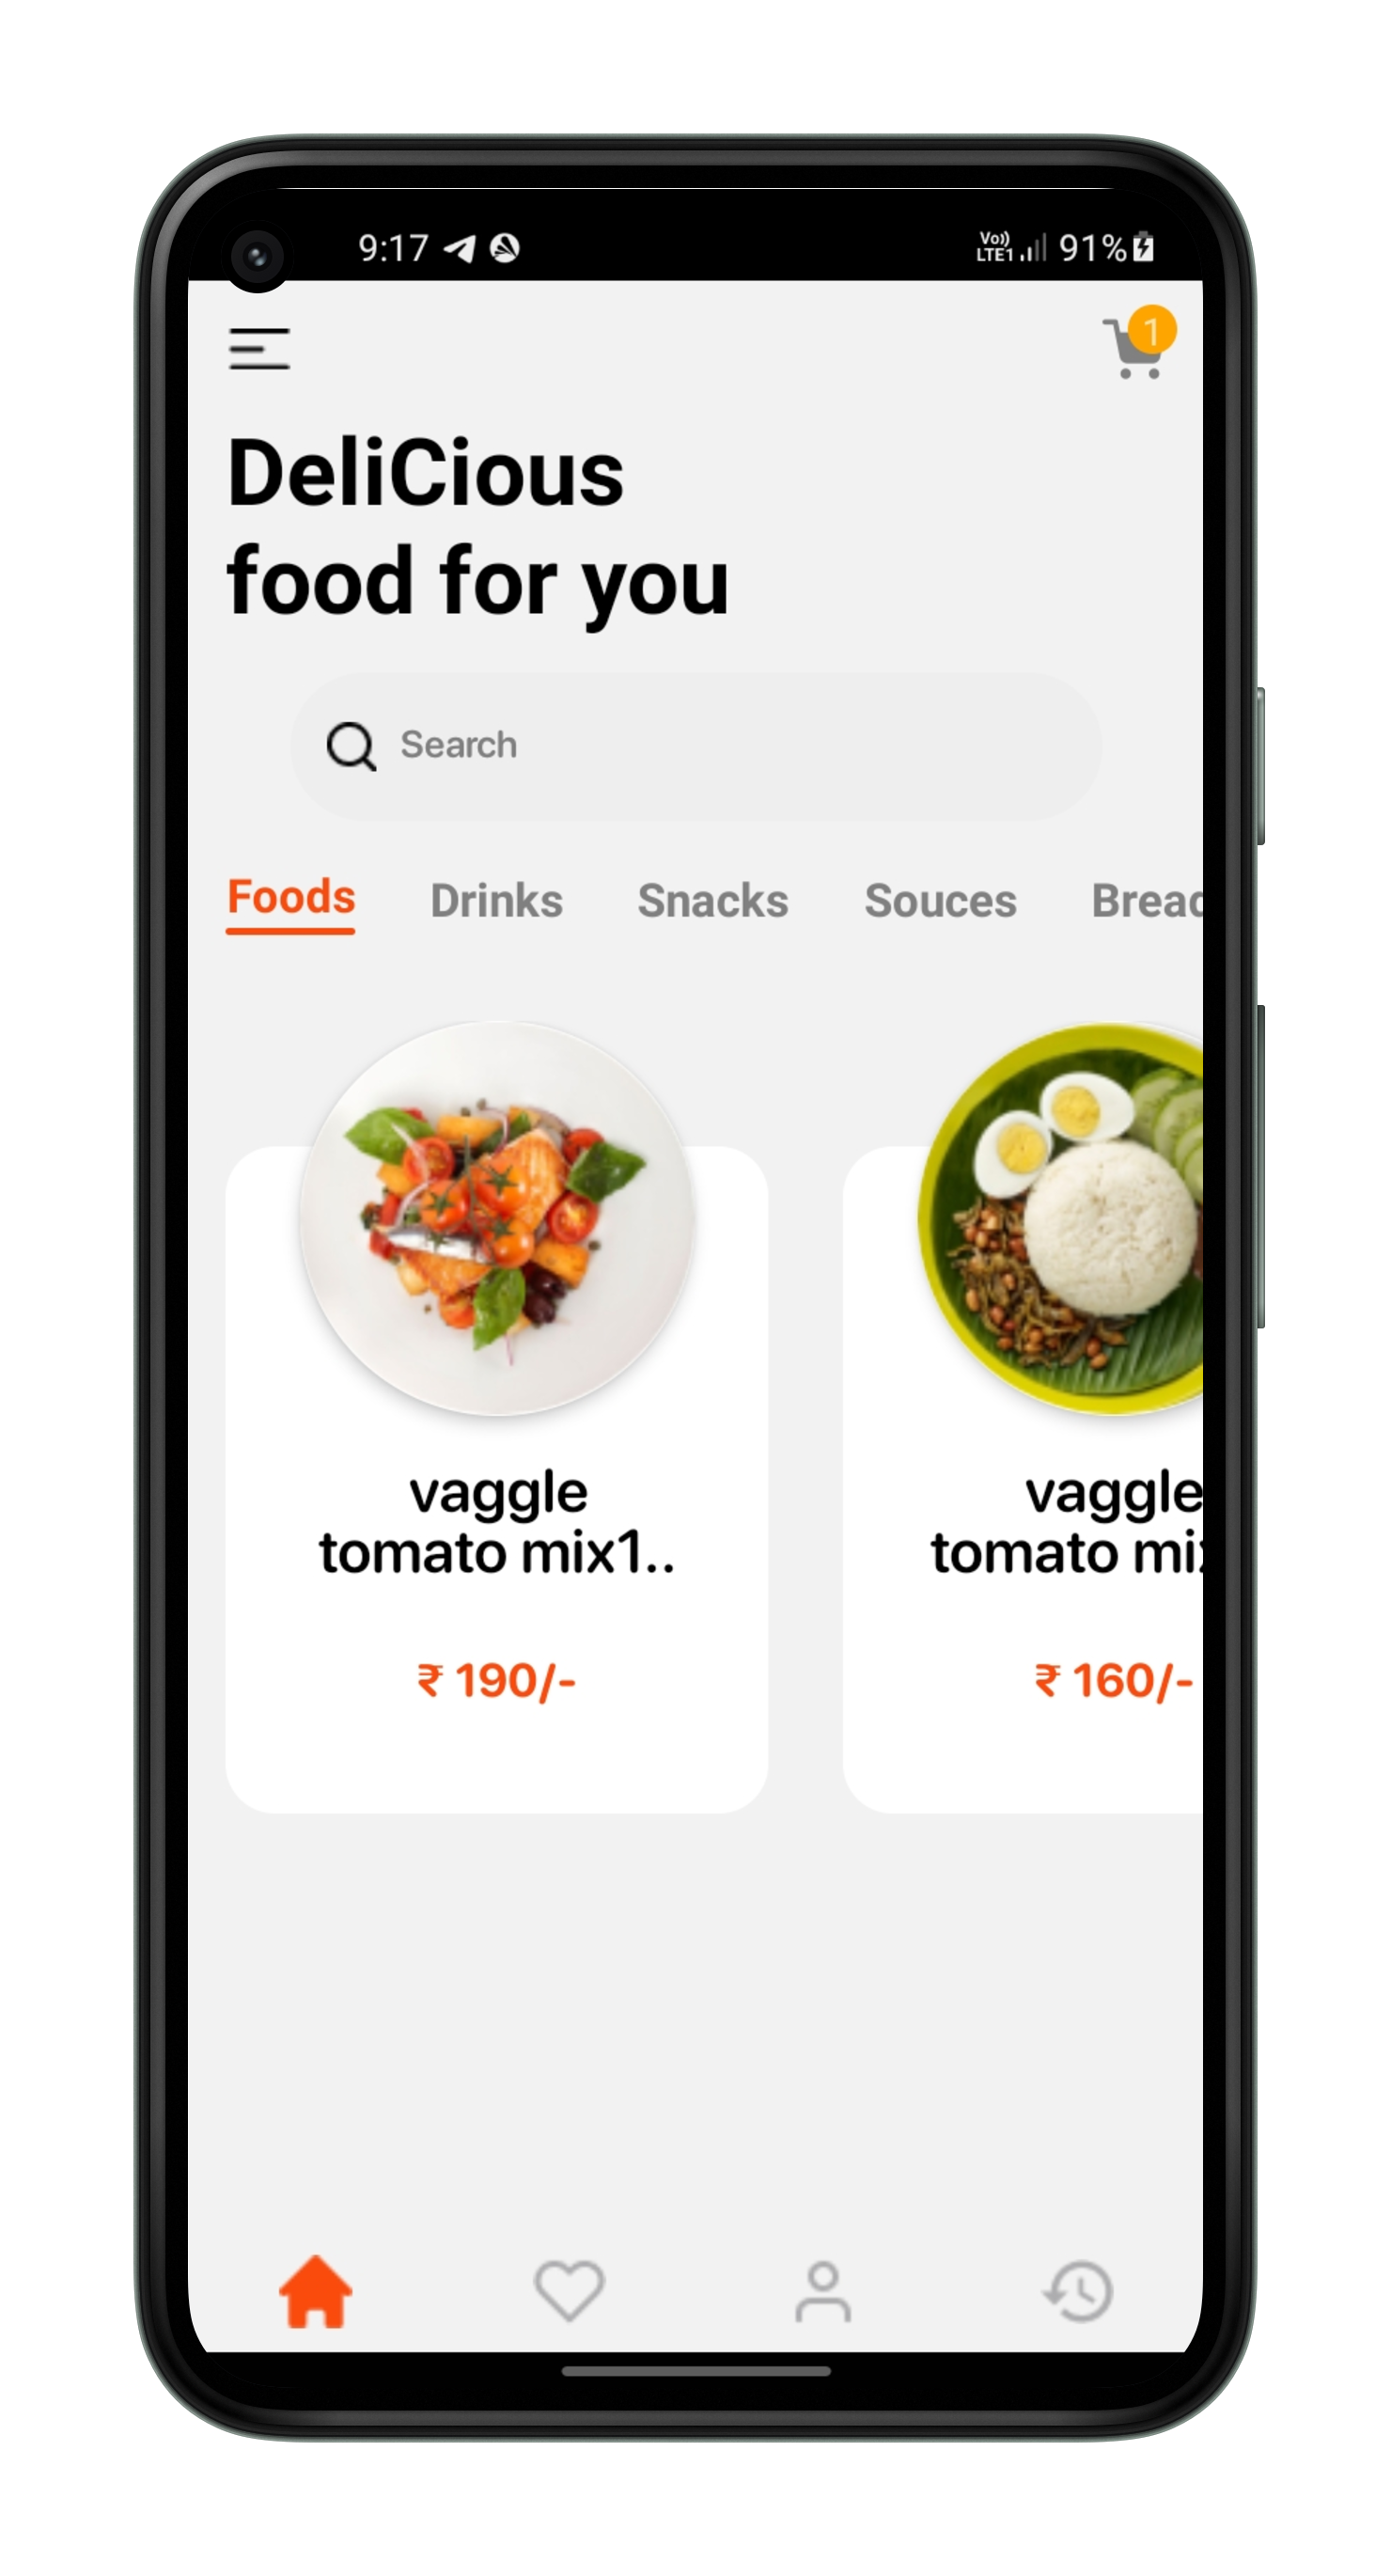 9:17
Vo))
LTE1
91%
1
DeliCious
food for you
Search
Foods Drinks Snacks Souces Bread
vaggle
tomato mix1..
₹ 190/-
vaggle
tomato mi
₹ 160/-